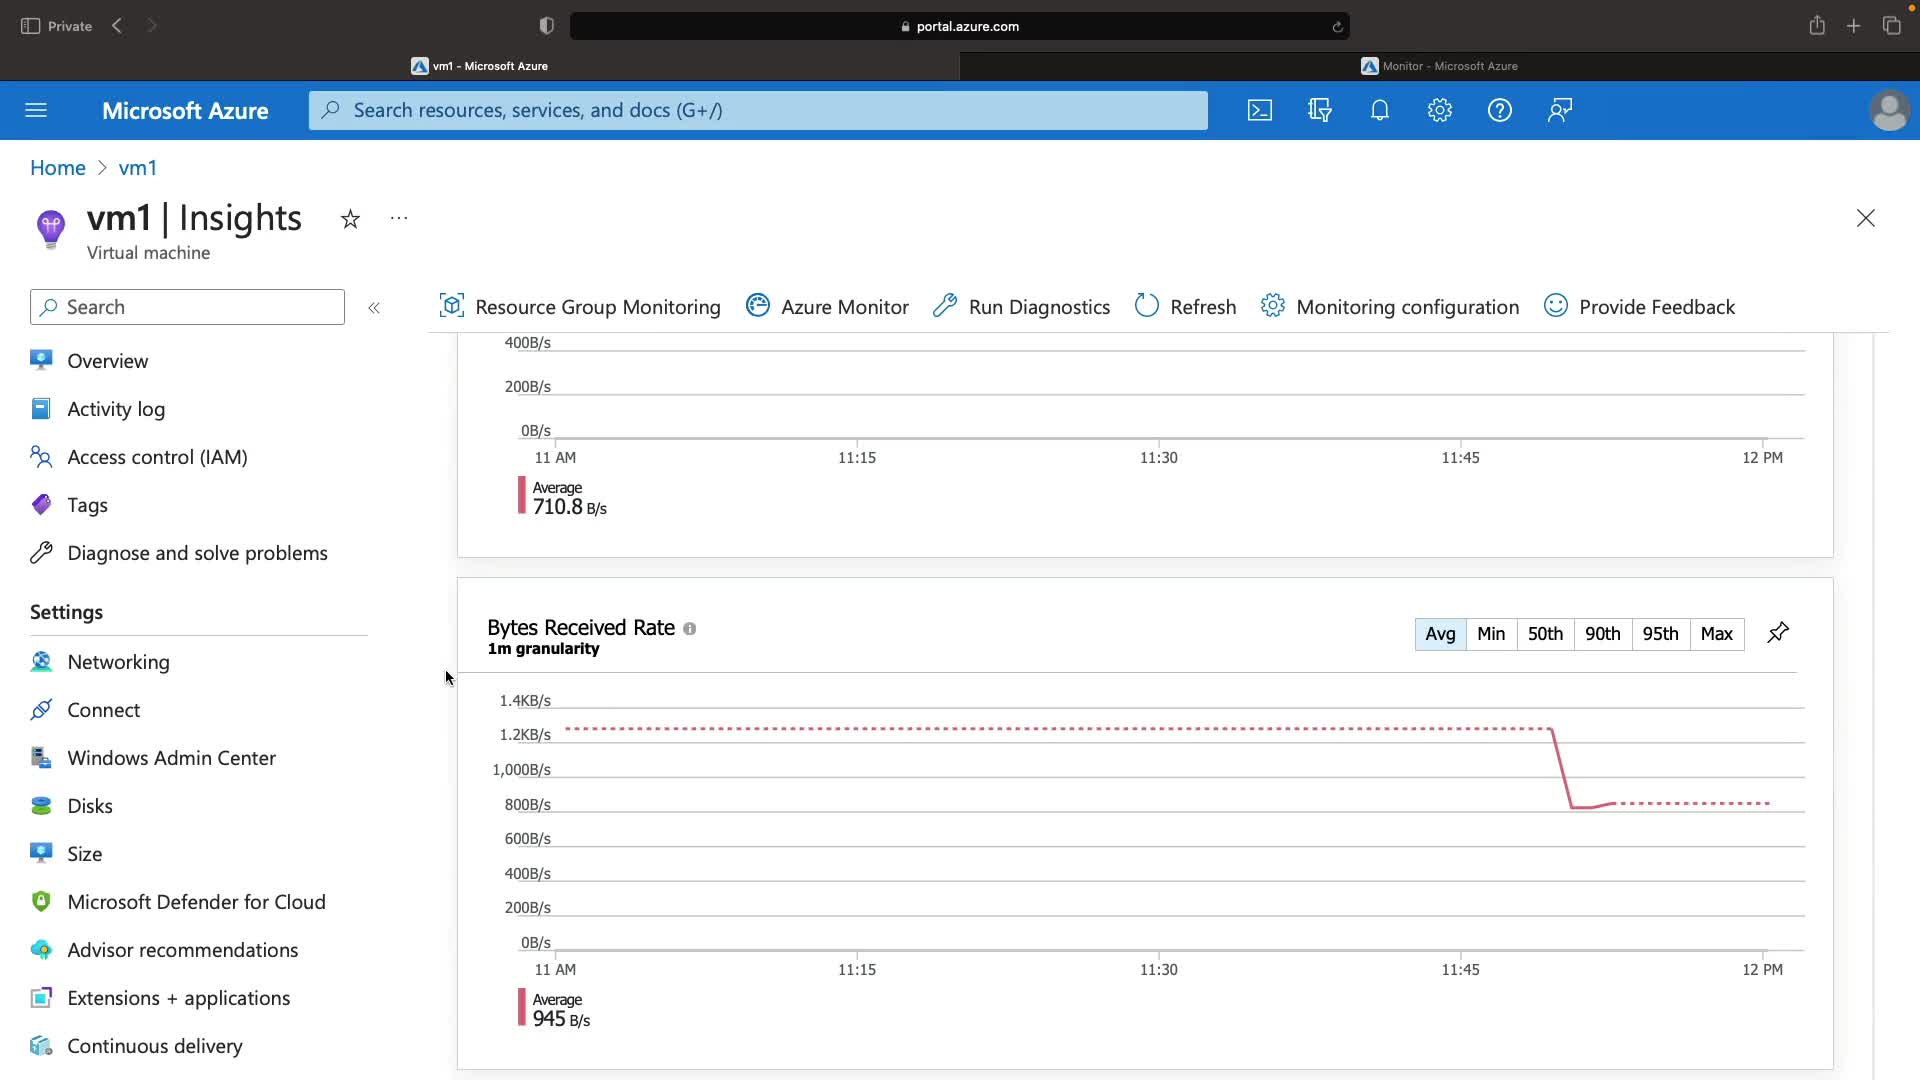 Private
portal.azure.com
vm1 - Microsoft Azure
Monitor - Microsoft Azure
Microsoft Azure
Search resources, services, and docs (G+/)
Home > vm1
vm1 | Insights
Virtual machine
Search
Resource Group Monitoring
Azure Monitor
Run Diagnostics
Refresh
Monitoring configuration
Provide Feedback
Overview
Activity log
Access control (IAM)
Tags
Diagnose and solve problems
Settings
Networking
Connect
Windows Admin Center
Disks
Size
Microsoft Defender for Cloud
Advisor recommendations
Extensions + applications
Continuous delivery
400B/s
200B/s
0B/s
11 AM 11:15 11:30 11:45 12 PM
Average
710.8 B/s
Bytes Received Rate
1m granularity
Avg Min 50th 90th 95th Max
1.4KB/s
1.2KB/s
1,000B/s
800B/s
600B/s
400B/s
200B/s
0B/s
11 AM 11:15 11:30 11:45 12 PM
Average
945 B/s